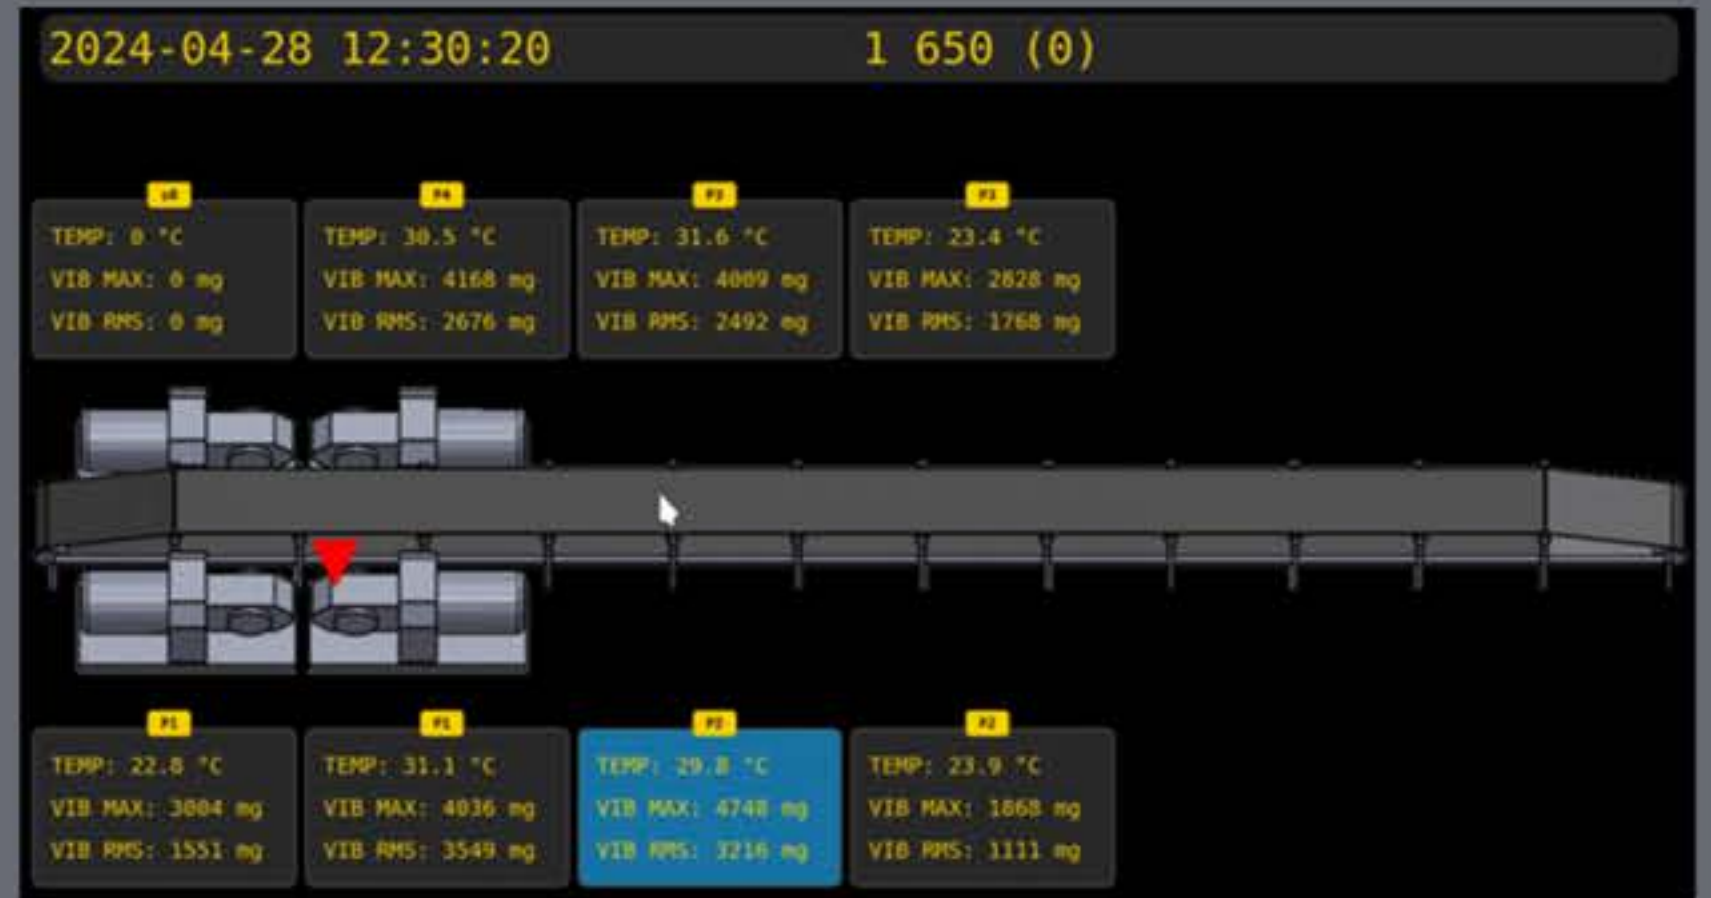 2024-04-28 12:30:20
1 650 (0)
P4
TEMP: 0 °C
VIB MAX: 0 mg
VIB RMS: 0 mg
TEMP: 30.5 °C
VIB MAX: 4168 mg
VIB RMS: 2676 mg
TEMP: 31.6 °C
VIB MAX: 4009 mg
VIB RMS: 2492 mg
TEMP: 23.4 °C
VIB MAX: 2828 mg
VIB RMS: 1768 mg
P1
P1
P2
P2
TEMP: 22.8 °C
VIB MAX: 3004 mg
VIB RMS: 1551 mg
TEMP: 31.1 °C
VIB MAX: 4036 mg
VIB RMS: 3549 mg
TEMP: 29.8 °C
VIB MAX: 4748 mg
VIB RMS: 3216 mg
TEMP: 23.9 °C
VIB MAX: 1868 mg
VIB RMS: 1111 mg